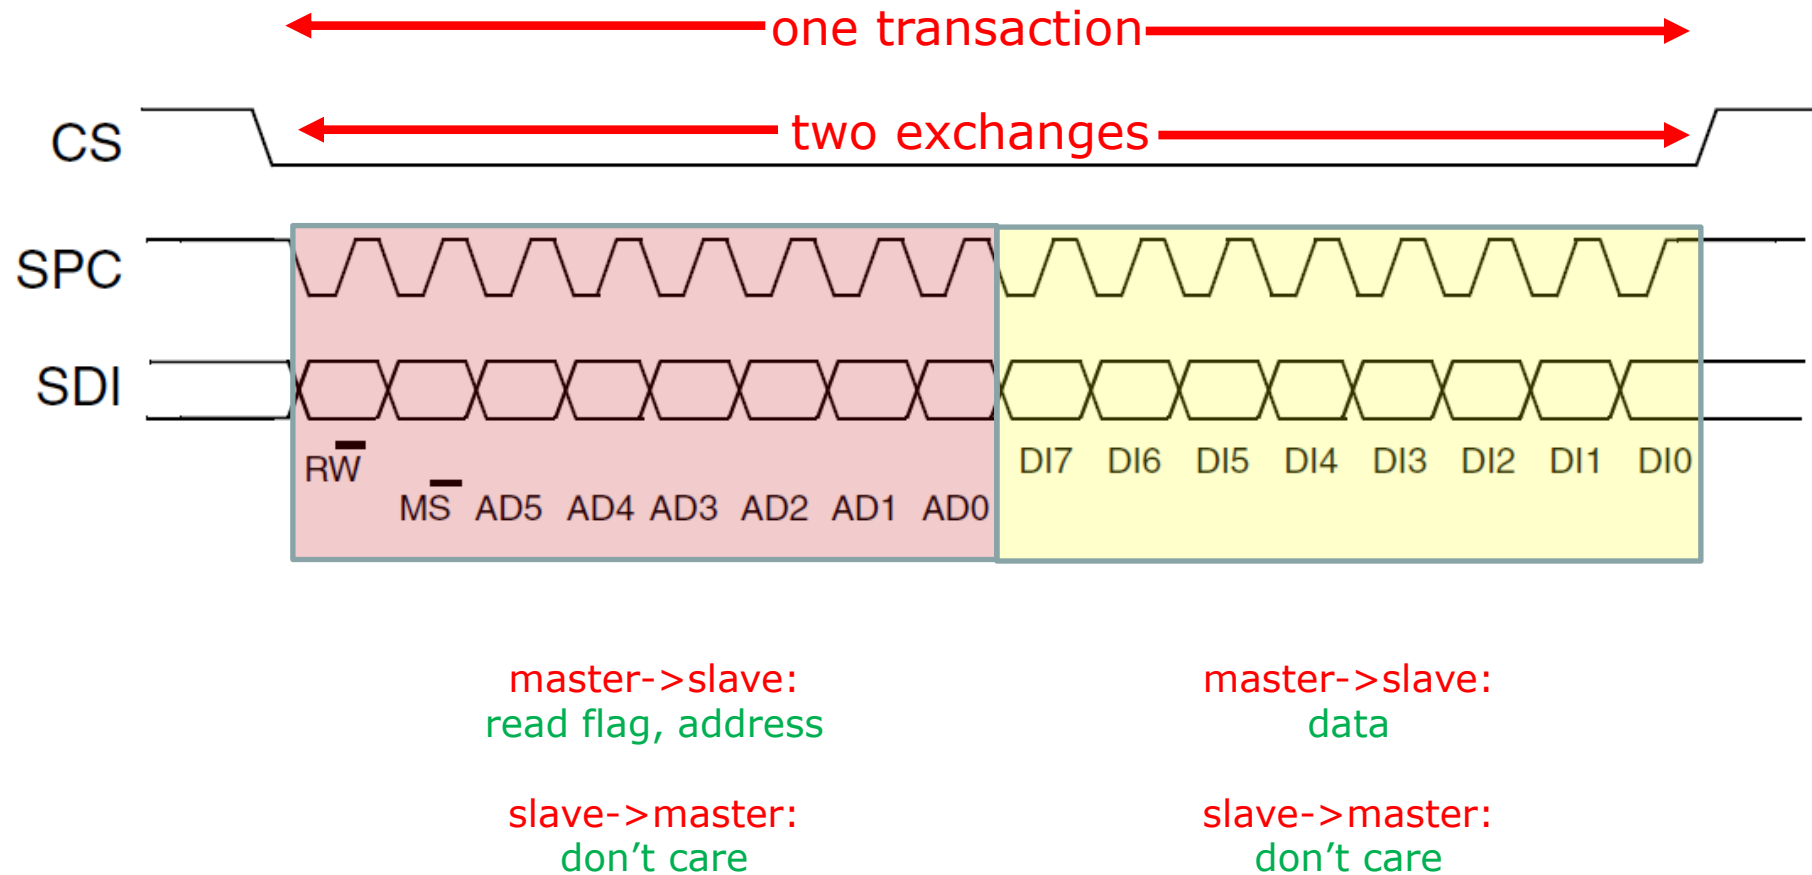 one transaction
CS
two exchanges
SPC
SDI
RW̅ DI7 DI6 DI5 DI4 DI3 DI2 DI1 DI0
MS̅ AD5 AD4 AD3 AD2 AD1 AD0
master->slave: master->slave:
read flag, address data
slave->master: slave->master:
don’t care don’t care